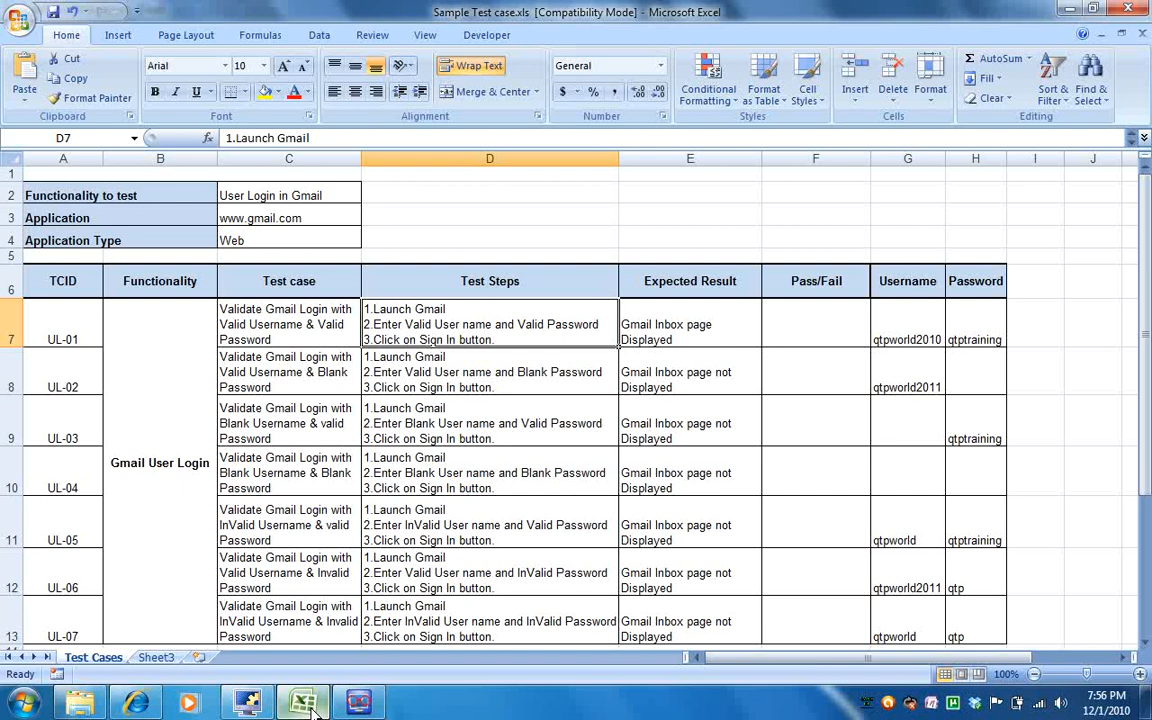 Sample Test case.xls [Compatibility Mode] - Microsoft Excel
Home Insert Page Layout Formulas Data Review View Developer
Paste Cut Copy Format Painter Clipboard
Arial 10 A A B I U A Font
Wrap Text Merge & Center Alignment
General $ % , Number
Conditional Formatting Format as Table Cell Styles Styles
Insert Delete Format Cells
Σ AutoSum Fill Clear Sort & Filter Find & Select Editing
D7 fx 1.Launch Gmail
A B C D E F G H I J
1
2 Functionality to test User Login in Gmail
3 Application www.gmail.com
4 Application Type Web
5
6 TCID Functionality Test case Test Steps Expected Result Pass/Fail Username Password
Validate Gmail Login with 1.Launch Gmail
Valid Username & Valid 2.Enter Valid User name and Valid Password Gmail Inbox page
7 UL-01 Password 3.Click on Sign In button. Displayed qtpworld2010 qtptraining
Validate Gmail Login with 1.Launch Gmail
Valid Username & Blank 2.Enter Valid User name and Blank Password Gmail Inbox page not
8 UL-02 Password 3.Click on Sign In button. Displayed qtpworld2011
Validate Gmail Login with 1.Launch Gmail
Blank Username & valid 2.Enter Blank User name and Valid Password Gmail Inbox page not
9 UL-03 Password 3.Click on Sign In button. Displayed qtptraining
Validate Gmail Login with 1.Launch Gmail
Gmail User Login Blank Username & Blank 2.Enter Blank User name and Blank Password Gmail Inbox page not
10 UL-04 Password 3.Click on Sign In button. Displayed
Validate Gmail Login with 1.Launch Gmail
InValid Username & valid 2.Enter InValid User name and Valid Password Gmail Inbox page not
11 UL-05 Password 3.Click on Sign In button. Displayed qtpworld qtptraining
Validate Gmail Login with 1.Launch Gmail
Valid Username & Invalid 2.Enter Valid User name and InValid Password Gmail Inbox page not
12 UL-06 Password 3.Click on Sign In button. Displayed qtpworld2011 qtp
Validate Gmail Login with 1.Launch Gmail
InValid Username & Invalid 2.Enter InValid User name and InValid Password Gmail Inbox page not
13 UL-07 Password 3.Click on Sign In button. Displayed qtpworld qtp
Test Cases Sheet3
Ready 100%
7:56 PM
12/1/2010